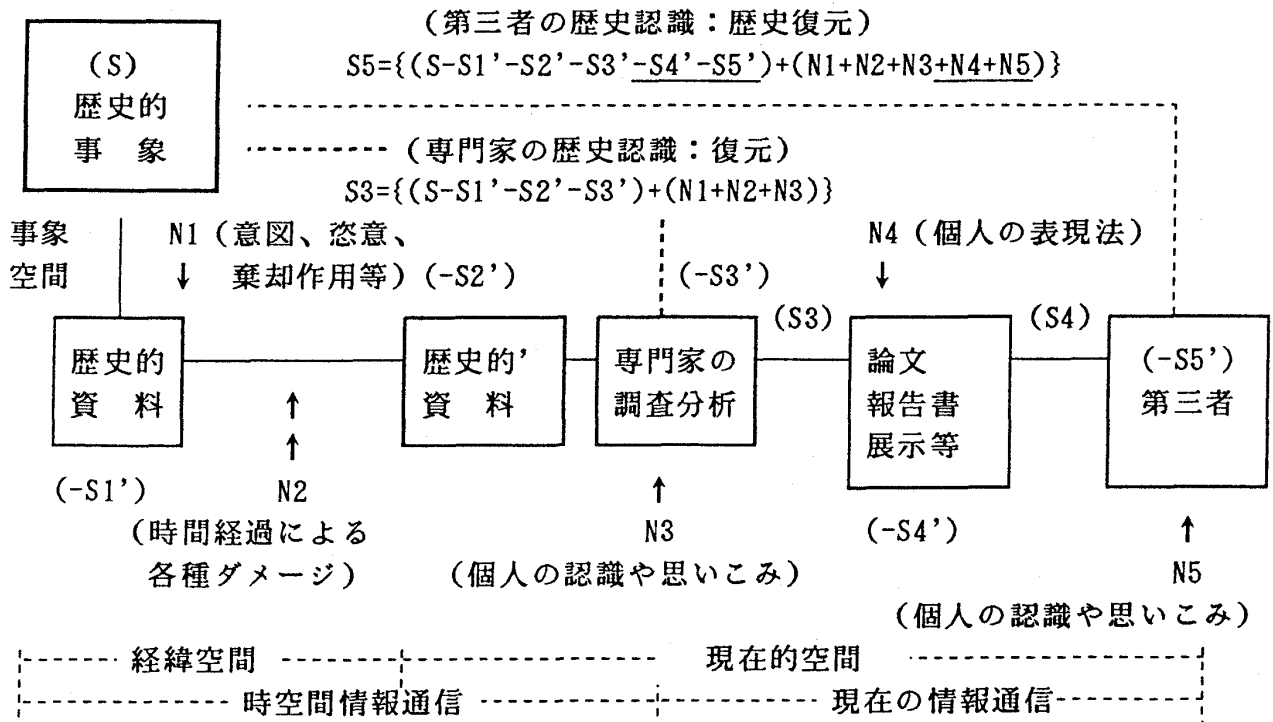 (第三者の歴史認識：歴史復元)
S5={(S-S1'-S2'-S3'-S4'-S5')+(N1+N2+N3+N4+N5)}
(S)
歴史的
事　象
(専門家の歴史認識：復元)
S3={(S-S1'-S2'-S3')+(N1+N2+N3)}
事象
空間
N1（意図、恣意、
棄却作用等）(-S2')
(-S3')
N4（個人の表現法）
↓
↓
(S3)
(S4)
歴史的
資　料
歴史的'
資　料
専門家の
調査分析
論文
報告書
展示等
(-S5')
第三者
↑
↑
(-S1')
N2
(時間経過による
各種ダメージ)
↑
N3
(個人の認識や思いこみ)
(-S4')
↑
N5
(個人の認識や思いこみ)
経緯空間
現在的空間
時空間情報通信
現在の情報通信